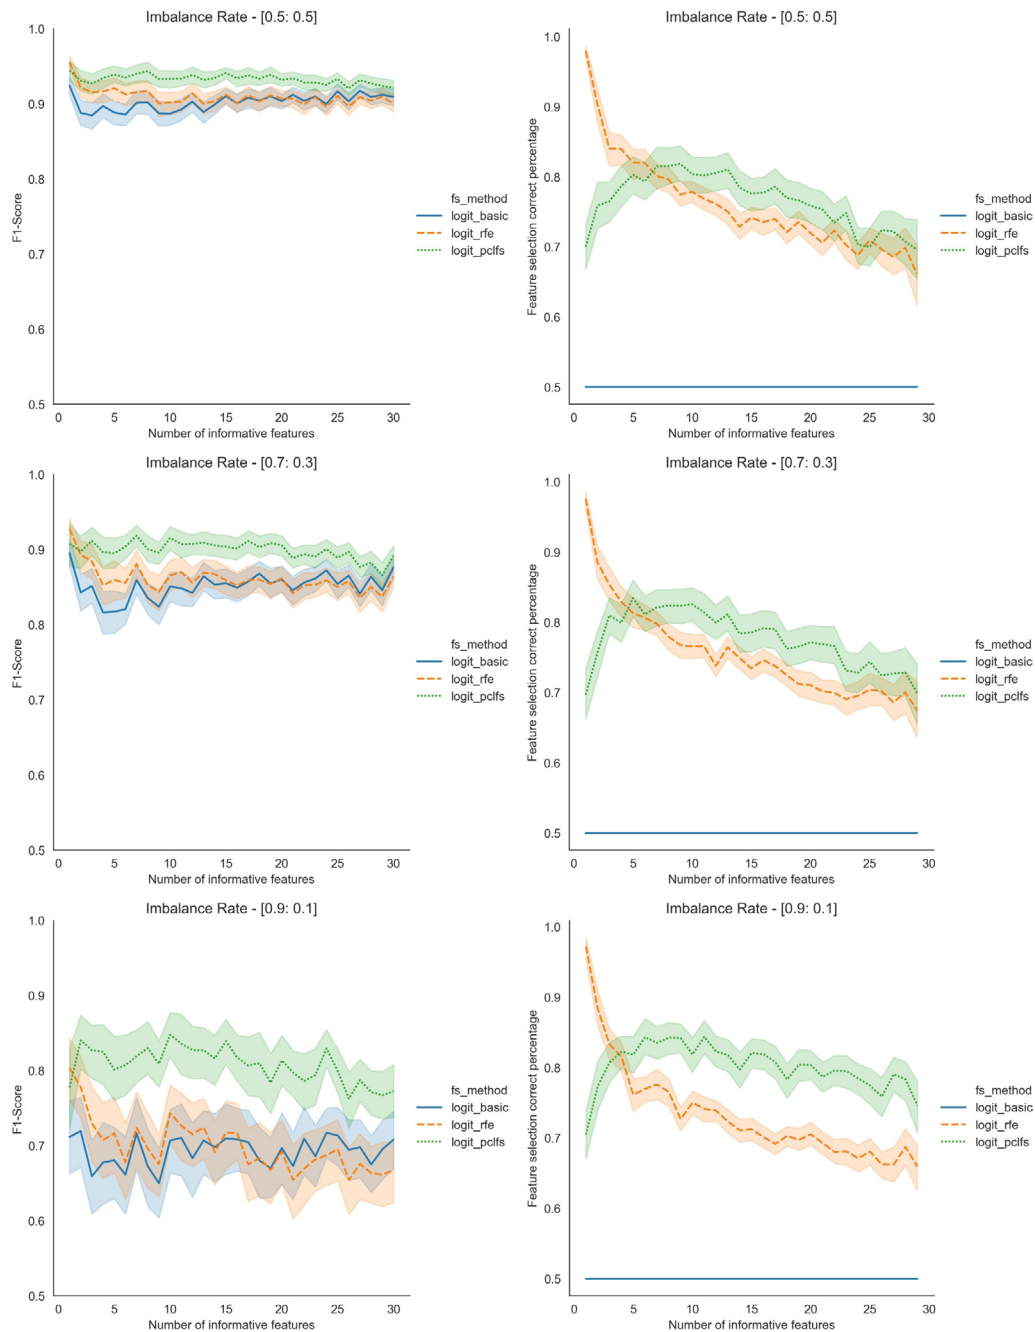 Imbalance Rate - [0.5: 0.5]
1.0
0.9
0.8
0.7
0.6
0.5
F1-Score
0
5
10
15
20
25
30
Number of informative features
fs_method
logit_basic
logit_rfe
logit_pclfs
Imbalance Rate - [0.5: 0.5]
1.0
0.9
0.8
0.7
0.6
0.5
Feature selection correct percentage
0
5
10
15
20
25
30
Number of informative features
fs_method
logit_basic
logit_rfe
logit_pclfs
Imbalance Rate - [0.7: 0.3]
1.0
0.9
0.8
0.7
0.6
0.5
F1-Score
0
5
10
15
20
25
30
Number of informative features
fs_method
logit_basic
logit_rfe
logit_pclfs
Imbalance Rate - [0.7: 0.3]
1.0
0.9
0.8
0.7
0.6
0.5
Feature selection correct percentage
0
5
10
15
20
25
30
Number of informative features
fs_method
logit_basic
logit_rfe
logit_pclfs
Imbalance Rate - [0.9: 0.1]
1.0
0.9
0.8
0.7
0.6
0.5
F1-Score
0
5
10
15
20
25
30
Number of informative features
fs_method
logit_basic
logit_rfe
logit_pclfs
Imbalance Rate - [0.9: 0.1]
1.0
0.9
0.8
0.7
0.6
0.5
Feature selection correct percentage
0
5
10
15
20
25
30
Number of informative features
fs_method
logit_basic
logit_rfe
logit_pclfs